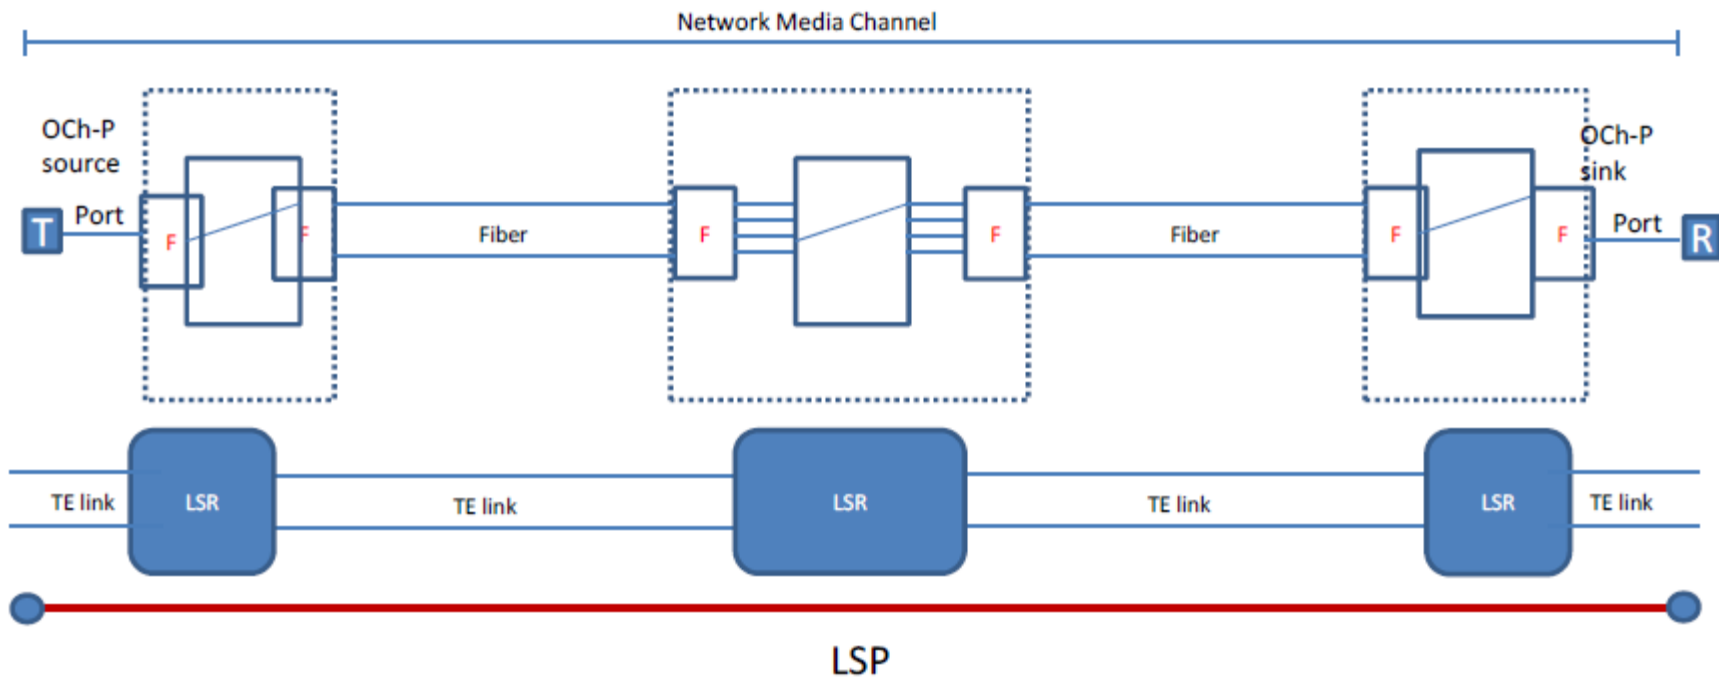 Network Media Channel
OCh-P
source
OCh-P
sink
T
Port
F
F
Fiber
F
F
Fiber
F
F
Port
R
TE link
LSR
TE link
LSR
TE link
LSR
TE link
LSP